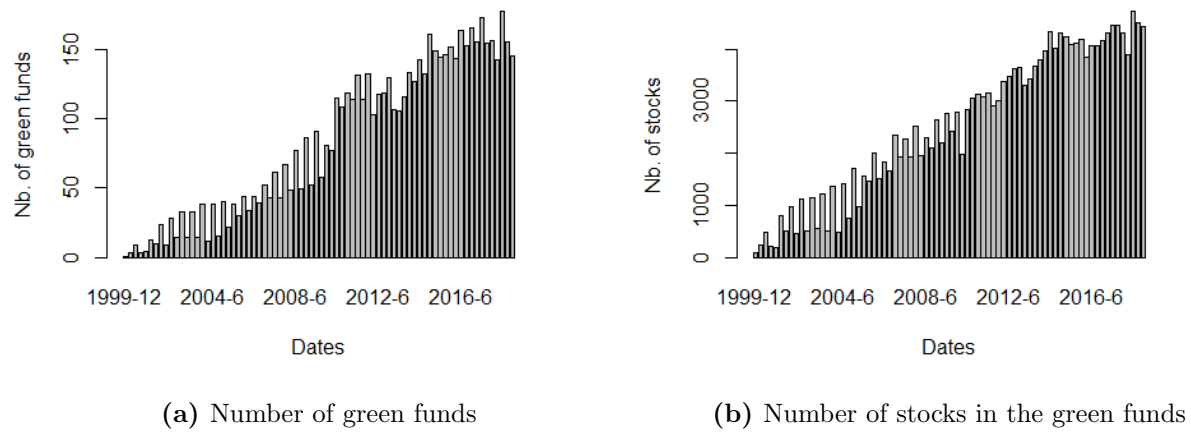 Nb. of green funds
150
100
50
0
1999-12 2004-6 2008-6 2012-6 2016-6
Dates
(a) Number of green funds
Nb. of stocks
3000
1000
0
1999-12 2004-6 2008-6 2012-6 2016-6
Dates
(b) Number of stocks in the green funds